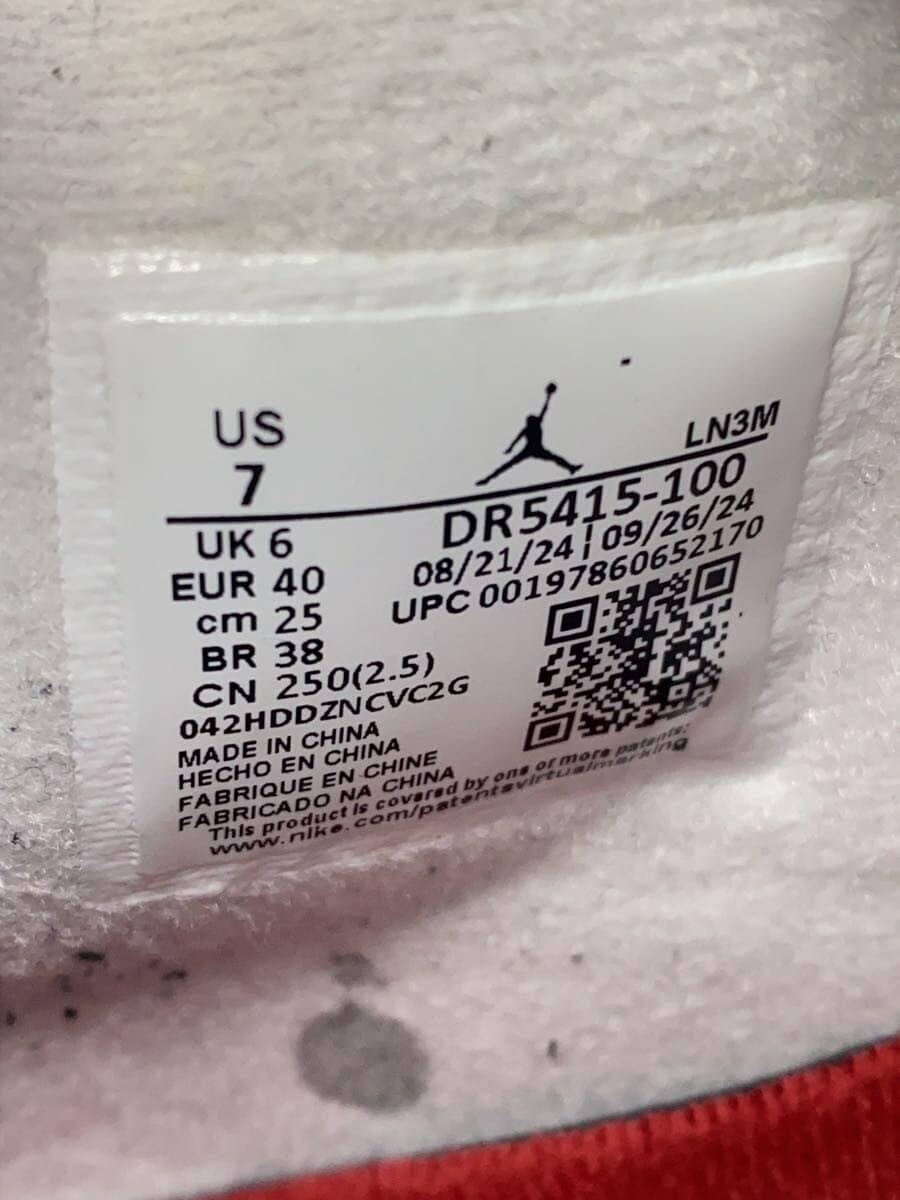 US
7
LN3M
UK 6
EUR 40
cm 25
BR 38
CN 250(2.5)
DR5415-100
08/21/24 | 09/26/24
UPC 00197860652170
042HDDZNCVC2G
MADE IN CHINA
HECHO EN CHINA
FABRIQUE EN CHINE
FABRICADO NA CHINA
This product is covered by one or more patents:
www.nike.com/patentsvirtualmarking